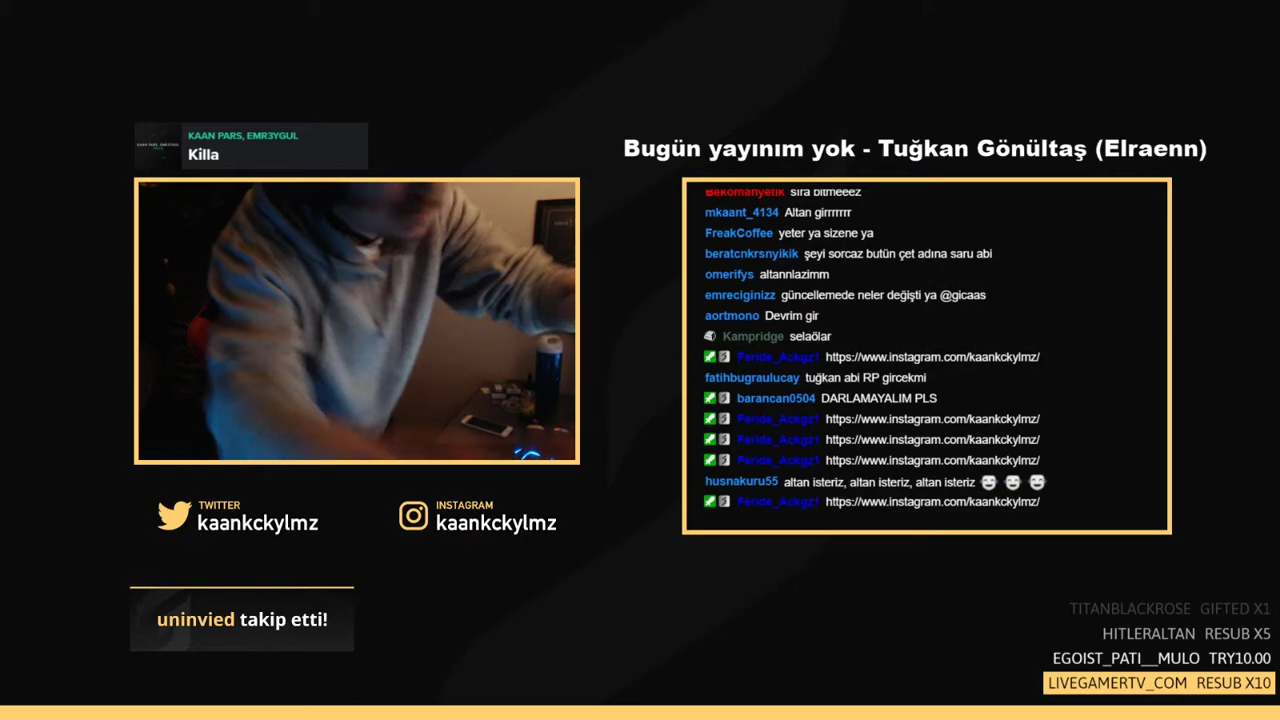 KAAN PARS, EMR3YGUL
Killa
Bugün yayınım yok - Tuğkan Gönültaş (Elraenn)
Bekomanyetik sıra bitmeeez
mkaant_4134 Altan girrrrrrr
FreakCoffee yeter ya sizene ya
beratcnkrsnyikik şeyi sorcaz butün çet adına saru abi
omerifys altannlazimm
emreciginizz güncellemede neler değişti ya @gicaas
aortmono Devrim gir
Kampridge selaölar
Feride_Ackgz1 https://www.instagram.com/kaankckylmz/
fatihbugraulucay tuğkan abi RP gircekmi
barancan0504 DARLAMAYALIM PLS
Feride_Ackgz1 https://www.instagram.com/kaankckylmz/
Feride_Ackgz1 https://www.instagram.com/kaankckylmz/
Feride_Ackgz1 https://www.instagram.com/kaankckylmz/
husnakuru55 altan isteriz, altan isteriz, altan isteriz
Feride_Ackgz1 https://www.instagram.com/kaankckylmz/
TWITTER
kaankckylmz
INSTAGRAM
kaankckylmz
uninvied takip etti!
TITANBLACKROSE GIFTED X1
HITLERALTAN RESUB X5
EGOIST_PATI__MULO TRY10.00
LIVEGAMERTV_COM RESUB X10